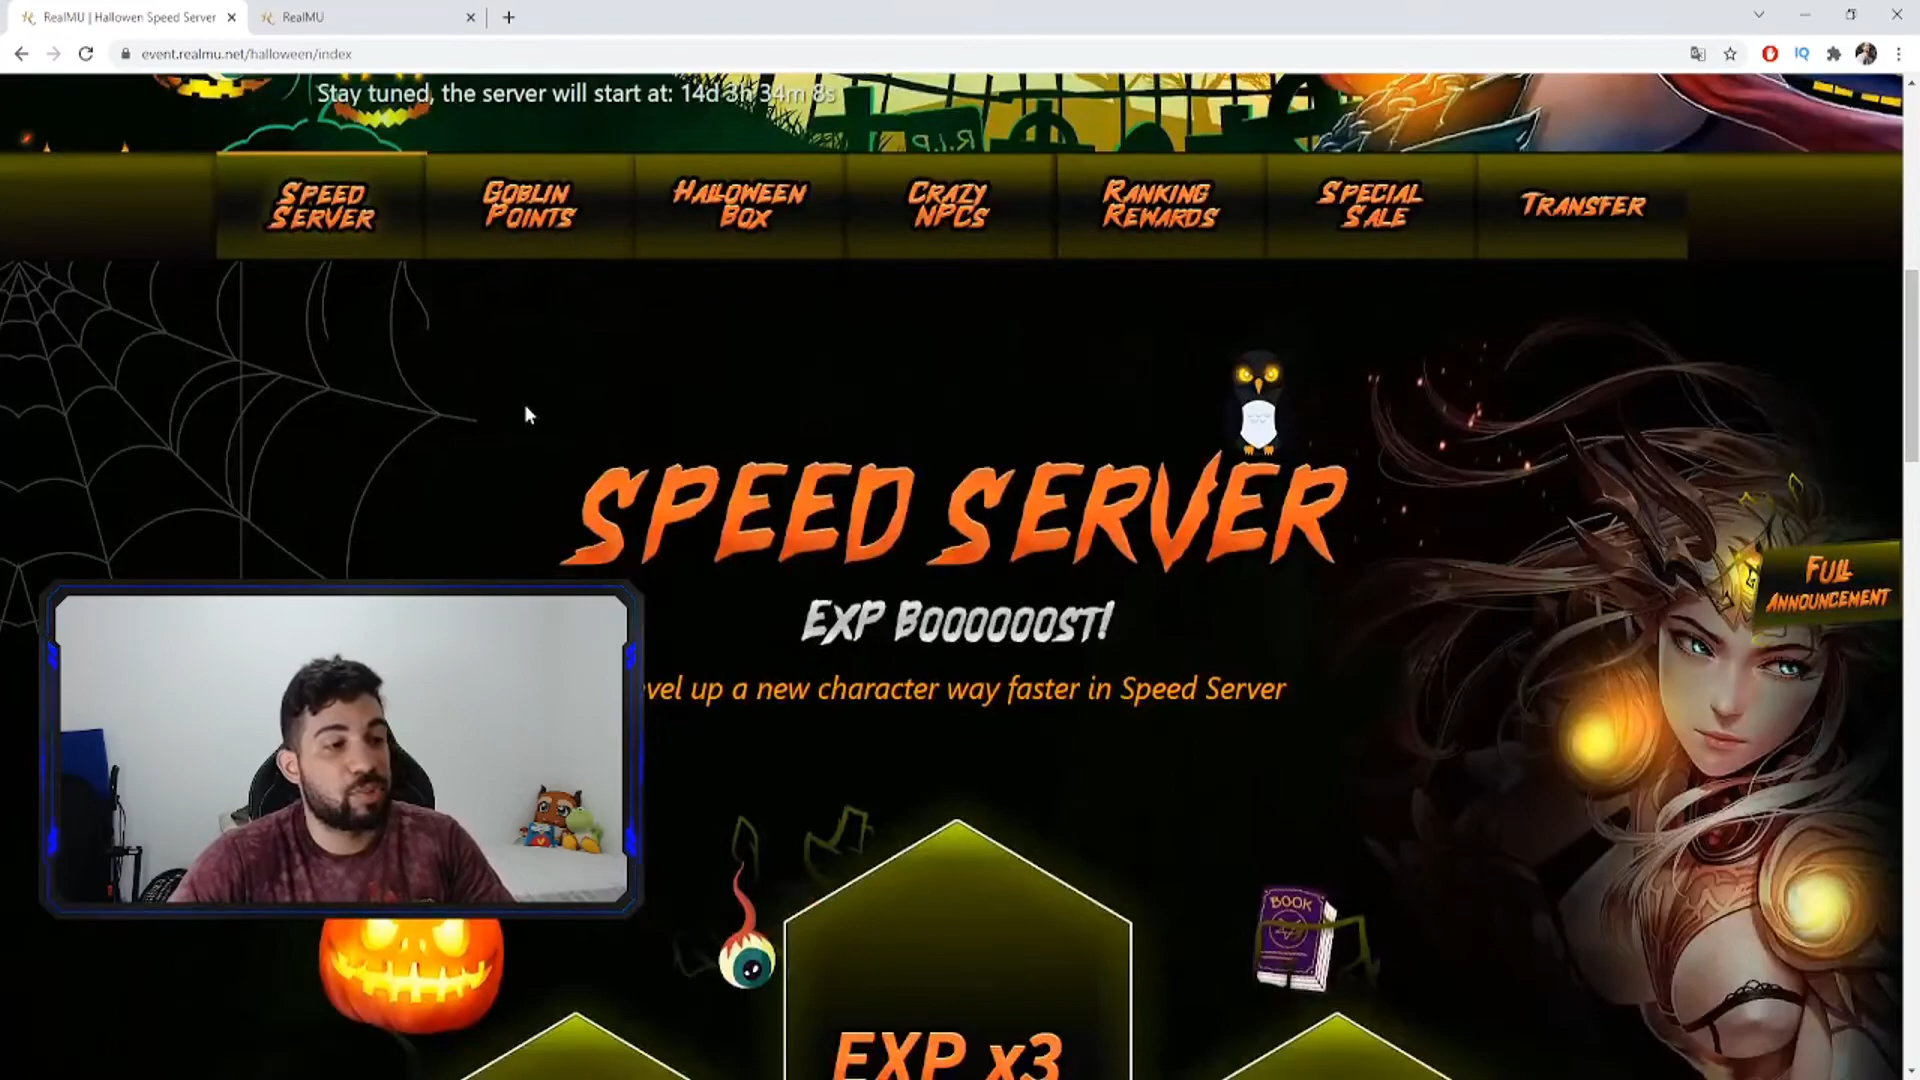 RealMU | Hallowen Speed Server
RealMU
event.realmu.net/halloween/index
Stay tuned, the server will start at: 14d 3h 34m 8s
R.I.P.
SPEED
SERVER
GOBLIN
POINTS
HALLOWEEN
BOX
CRAZY
NPCS
RANKING
REWARDS
SPECIAL
SALE
TRANSFER
SPEED SERVER
EXP BOOOOOOST!
evel up a new character way faster in Speed Server
FULL
ANNOUNCEMENT
BOOK
EXP x3